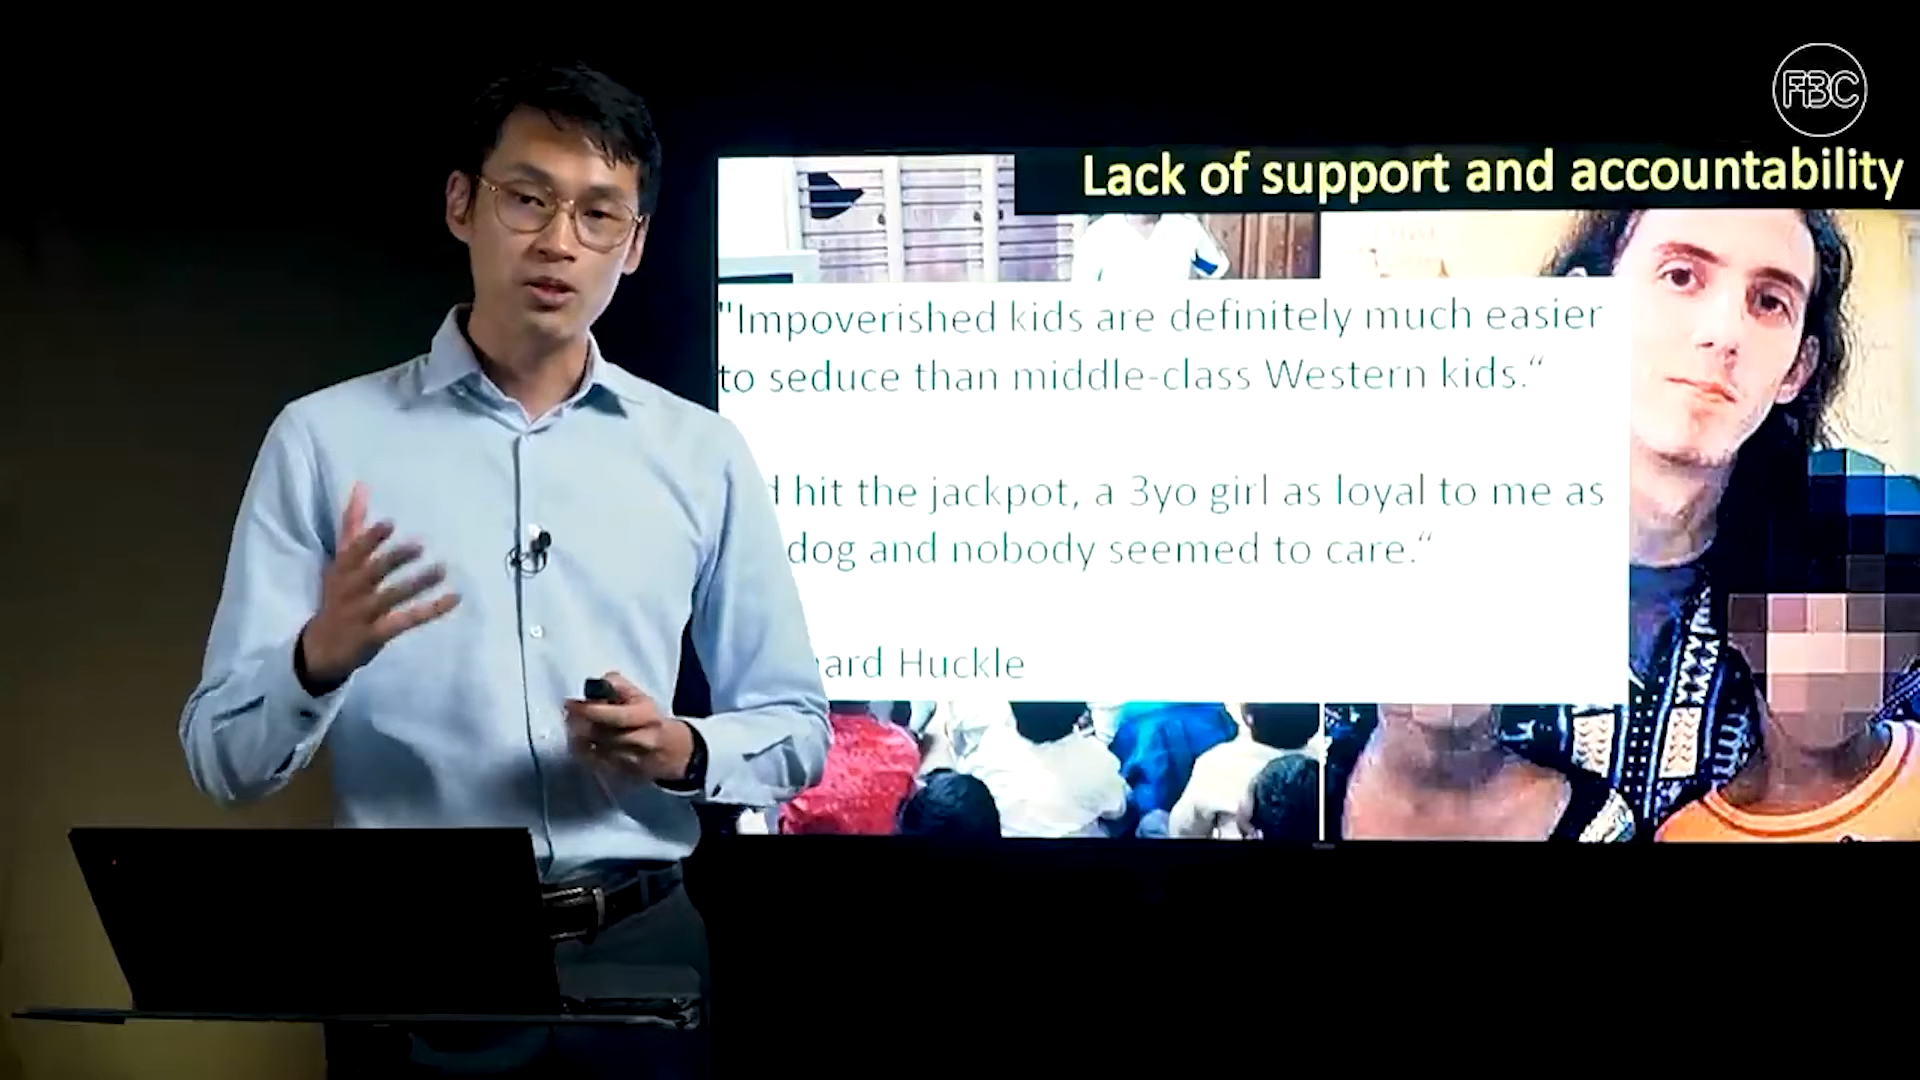 FBC
Lack of support and accountability
"Impoverished kids are definitely much easier
to seduce than middle-class Western kids.“
hit the jackpot, a 3yo girl as loyal to me as
dog and nobody seemed to care.“
Huckle